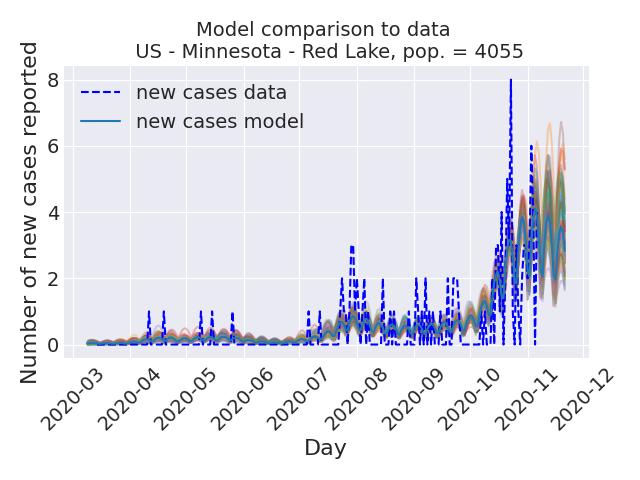 Model comparison to data
US - Minnesota - Red Lake, pop. = 4055
Number of new cases reported
8
6
4
2
0
new cases data
new cases model
2020-03
2020-04
2020-05
2020-06
2020-07
2020-08
2020-09
2020-10
2020-11
2020-12
Day